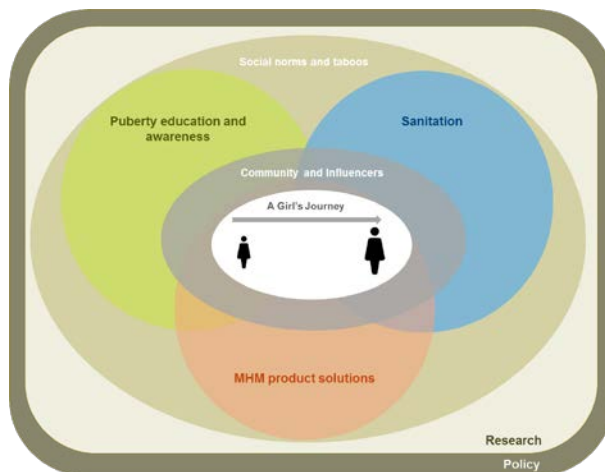 Social norms and taboos
Puberty education and
awareness
Sanitation
Community and Influencers
A Girl's Journey
MHM product solutions
Research
Policy